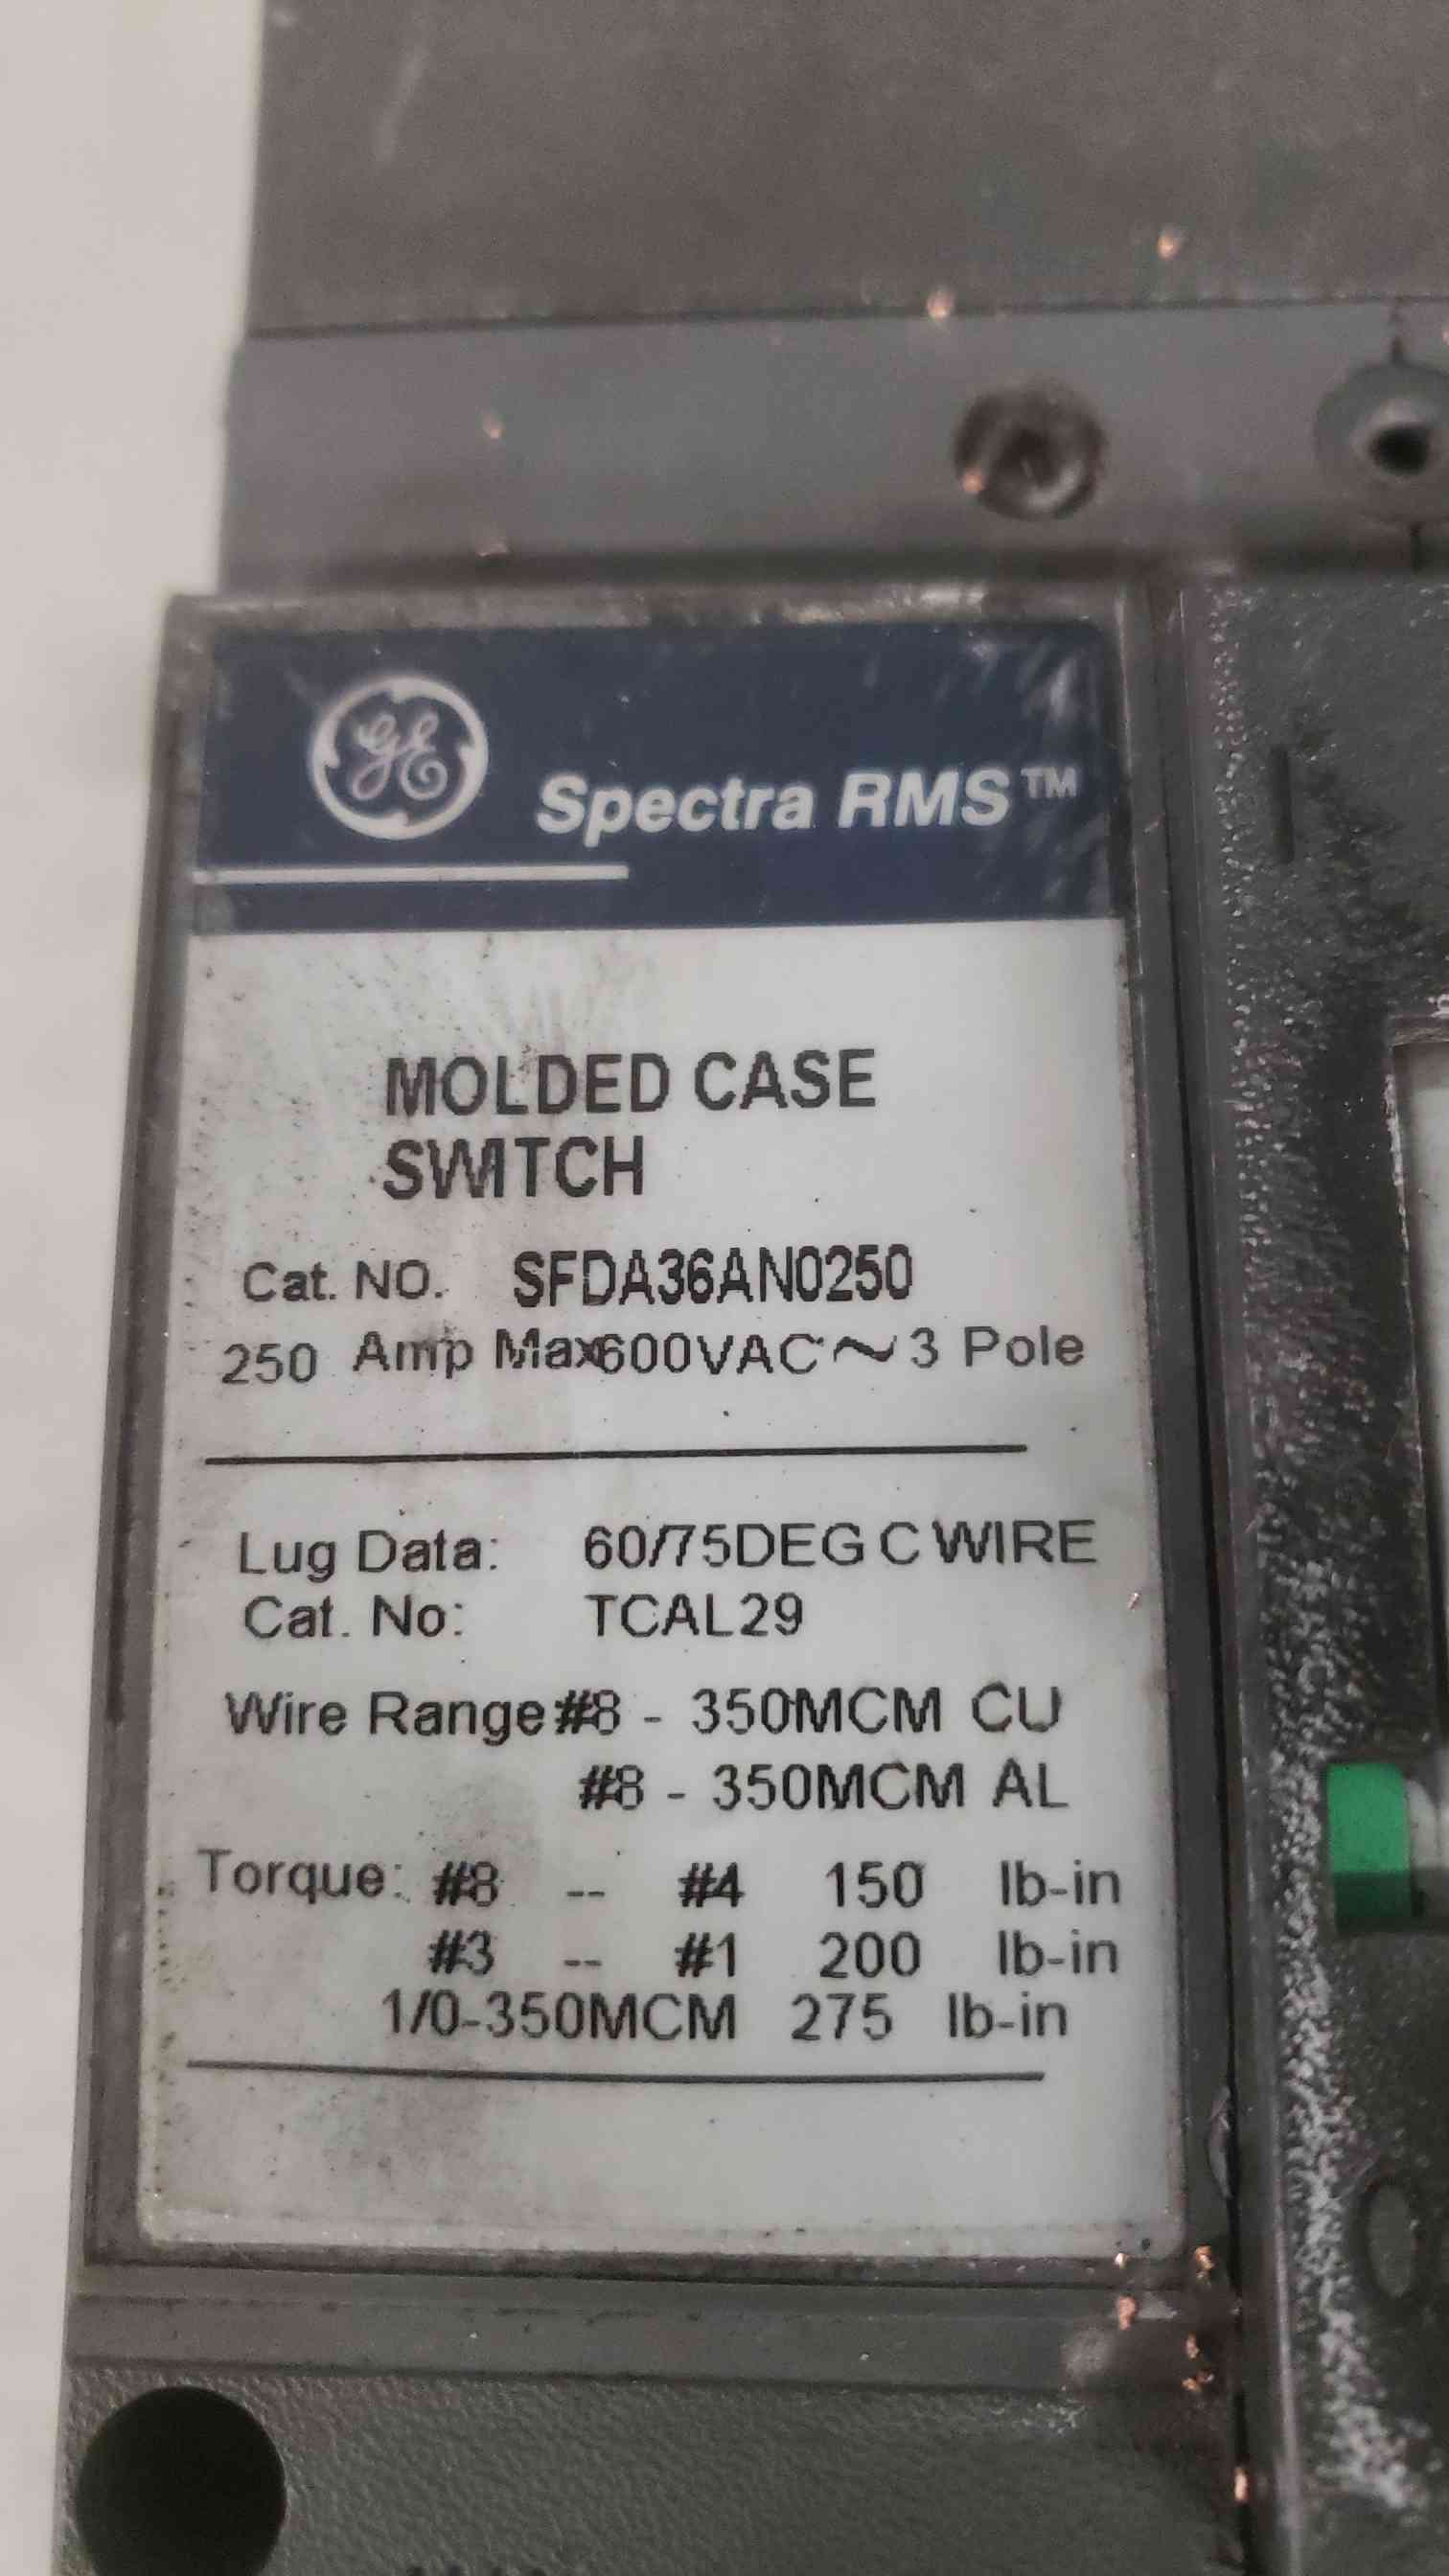 GE Spectra RMS™
MOLDED CASE
SWITCH
Cat. NO. SFDA36AN0250
250 Amp Max600VAC~3 Pole
Lug Data: 60/75DEG C WIRE
Cat. No: TCAL29
Wire Range#8 - 350MCM CU
#8 - 350MCM AL
Torque: #8 -- #4 150 lb-in
#3 -- #1 200 lb-in
1/0-350MCM 275 lb-in